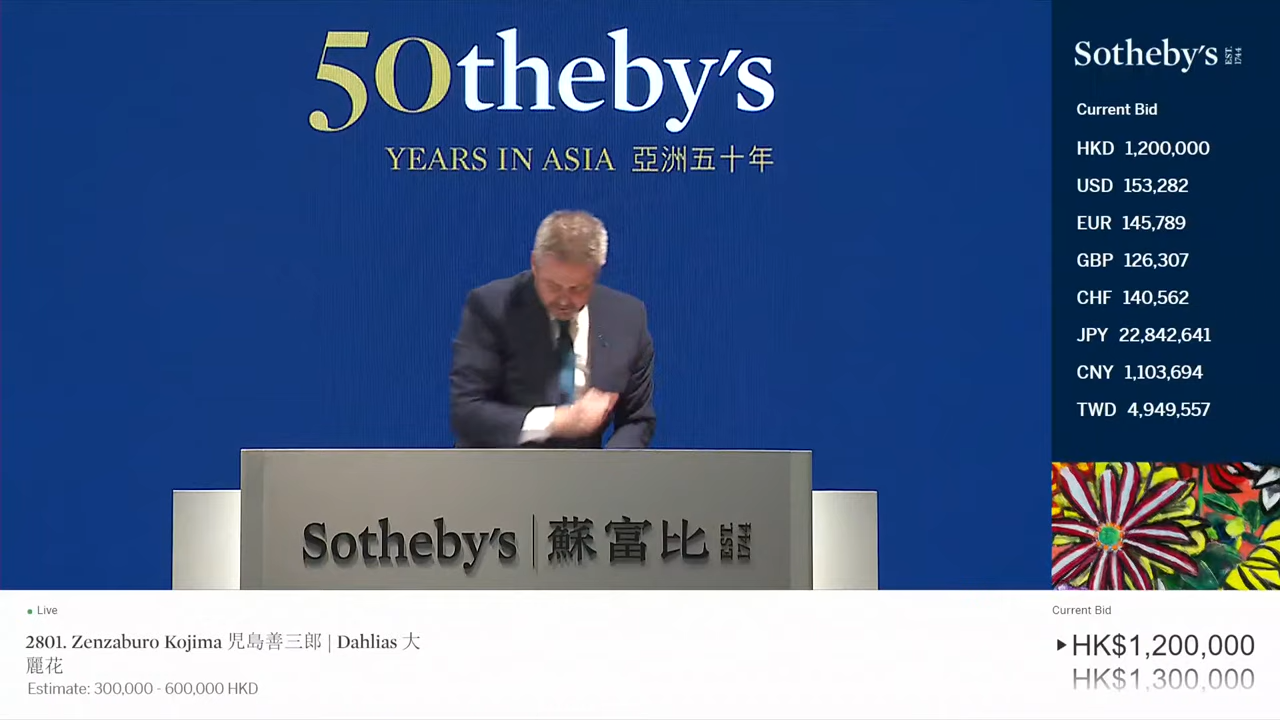 50theby's
YEARS IN ASIA 亞洲五十年
Sotheby's 蘇富比 EST. 1744
Sotheby's EST. 1744
Current Bid
HKD 1,200,000
USD 153,282
EUR 145,789
GBP 126,307
CHF 140,562
JPY 22,842,641
CNY 1,103,694
TWD 4,949,557
Live
2801. Zenzaburo Kojima 児島善三郎 | Dahlias 大
麗花
Estimate: 300,000 - 600,000 HKD
Current Bid
HK$1,200,000
HK$1,300,000